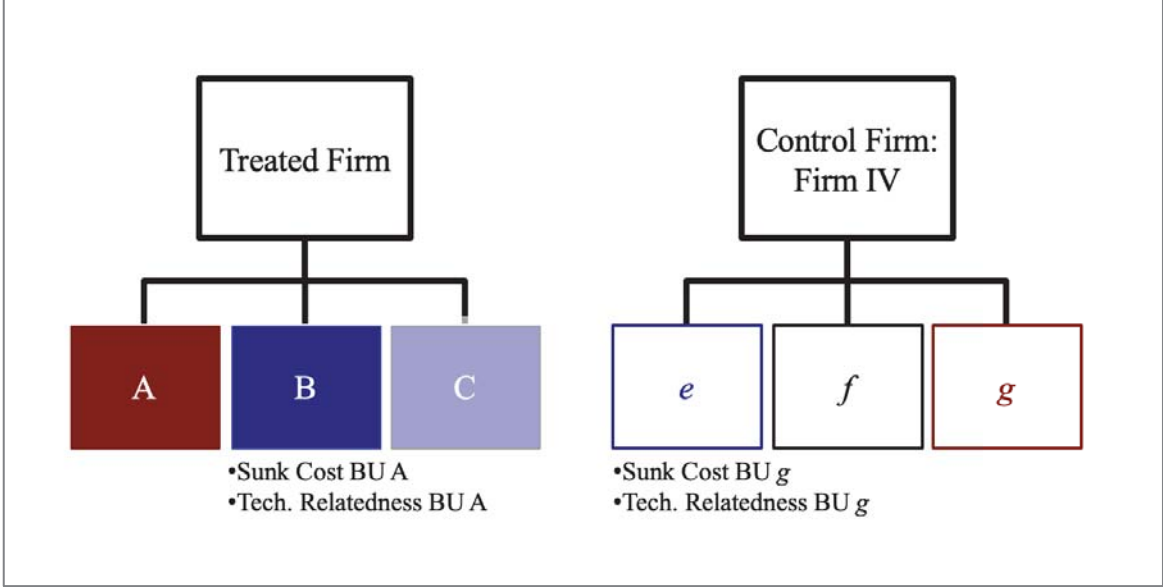 Treated Firm
Control Firm:
Firm IV
A
B
C
e
f
g
•Sunk Cost BU A
•Tech. Relatedness BU A
•Sunk Cost BU g
•Tech. Relatedness BU g